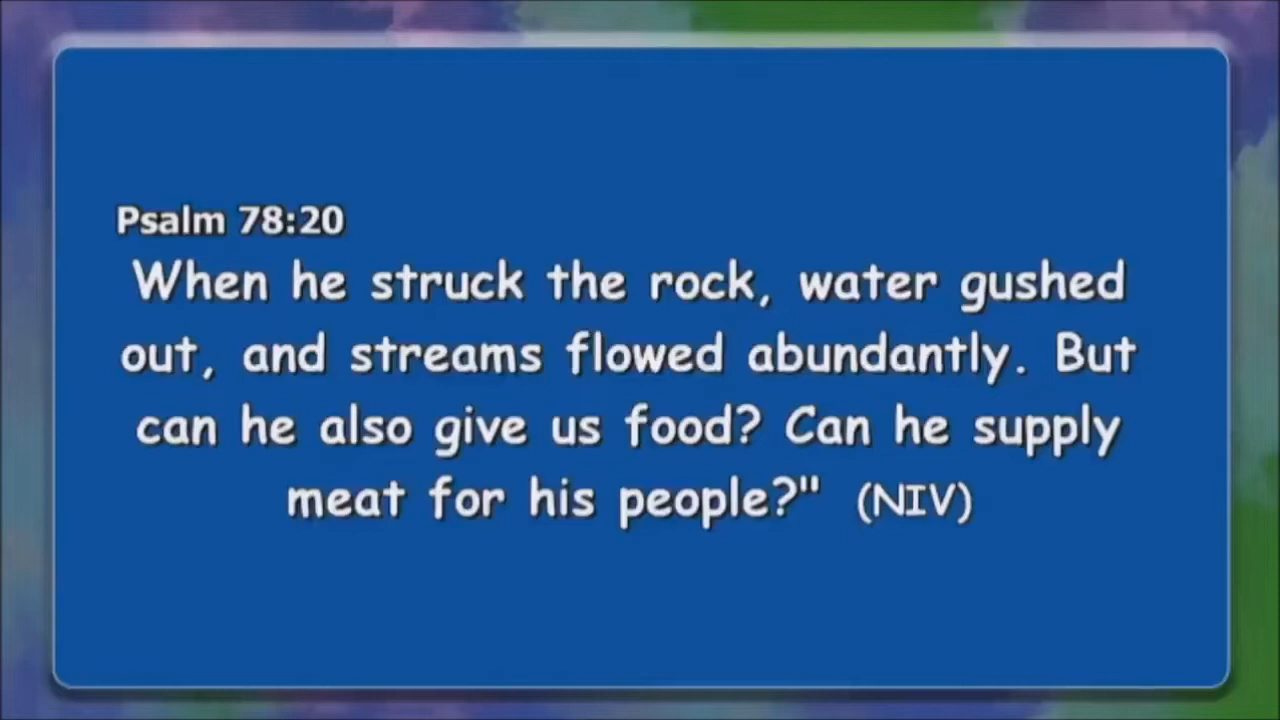 Psalm 78:20
When he struck the rock, water gushed
out, and streams flowed abundantly. But
can he also give us food? Can he supply
meat for his people?" (NIV)